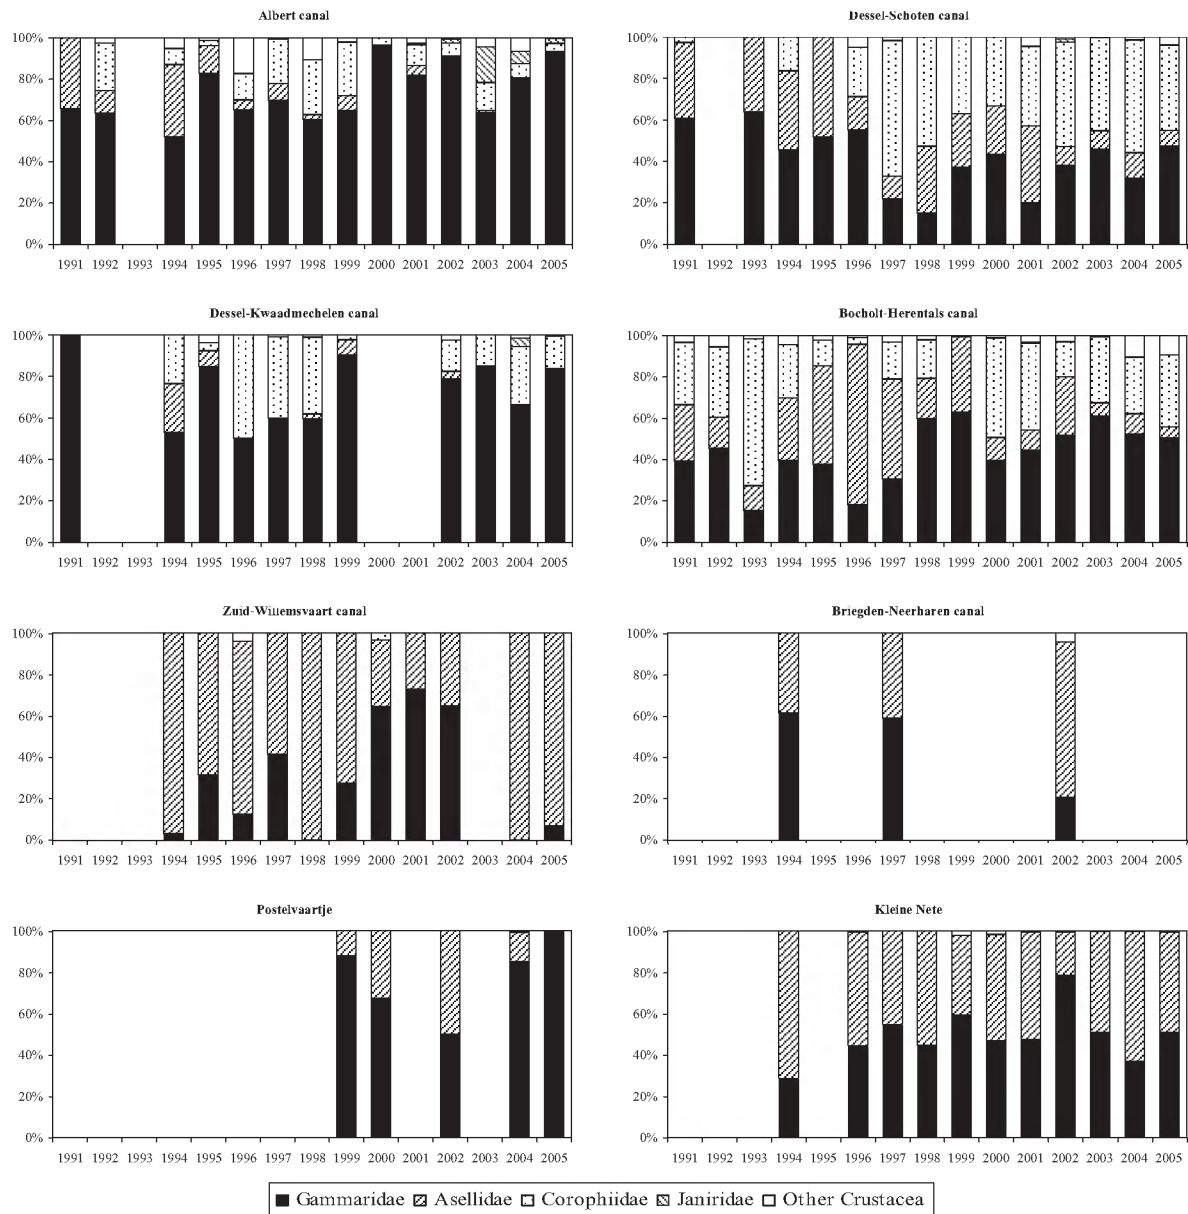 Albert canal
100%
80%
60%
40%
20%
0%
1991 1992 1993 1994 1995 1996 1997 1998 1999 2000 2001 2002 2003 2004 2005
Dessel-Schoten canal
100%
80%
60%
40%
20%
0%
1991 1992 1993 1994 1995 1996 1997 1998 1999 2000 2001 2002 2003 2004 2005
Dessel-Kwaadmechelen canal
100%
80%
60%
40%
20%
0%
1991 1992 1993 1994 1995 1996 1997 1998 1999 2000 2001 2002 2003 2004 2005
Bocholt-Herentals canal
100%
80%
60%
40%
20%
0%
1991 1992 1993 1994 1995 1996 1997 1998 1999 2000 2001 2002 2003 2004 2005
Zuid-Willemsvaart canal
100%
80%
60%
40%
20%
0%
1991 1992 1993 1994 1995 1996 1997 1998 1999 2000 2001 2002 2003 2004 2005
Briegden-Neerharen canal
100%
80%
60%
40%
20%
0%
1991 1992 1993 1994 1995 1996 1997 1998 1999 2000 2001 2002 2003 2004 2005
Postelvaartje
100%
80%
60%
40%
20%
0%
1991 1992 1993 1994 1995 1996 1997 1998 1999 2000 2001 2002 2003 2004 2005
Kleine Nete
100%
80%
60%
40%
20%
0%
1991 1992 1993 1994 1995 1996 1997 1998 1999 2000 2001 2002 2003 2004 2005
Gammaridae Asellidae Corophiidae Janiridae Other Crustacea